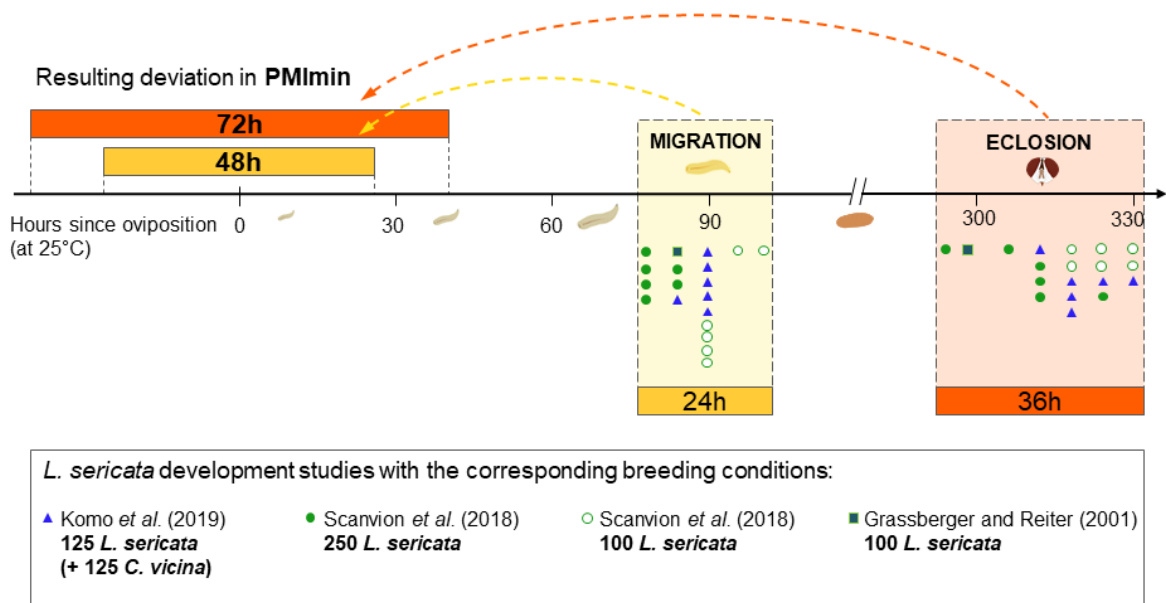 Resulting deviation in PMImin
72h
48h
MIGRATION
ECLOSION
Hours since oviposition
(at 25°C)
0
30
60
90
300
330
24h
36h
L. sericata development studies with the corresponding breeding conditions:
Komo et al. (2019)
125 L. sericata
(+ 125 C. vicina)
Scanvion et al. (2018)
250 L. sericata
Scanvion et al. (2018)
100 L. sericata
Grassberger and Reiter (2001)
100 L. sericata